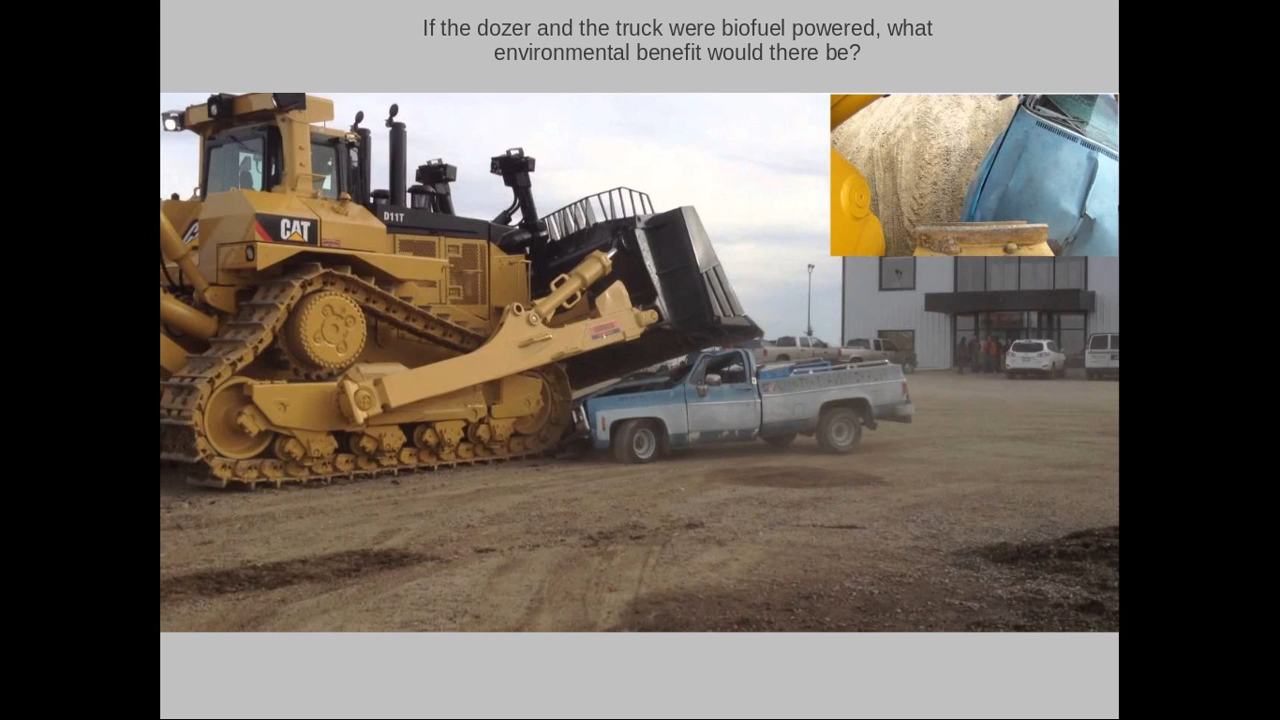 If the dozer and the truck were biofuel powered, what
environmental benefit would there be?
D11T
CAT